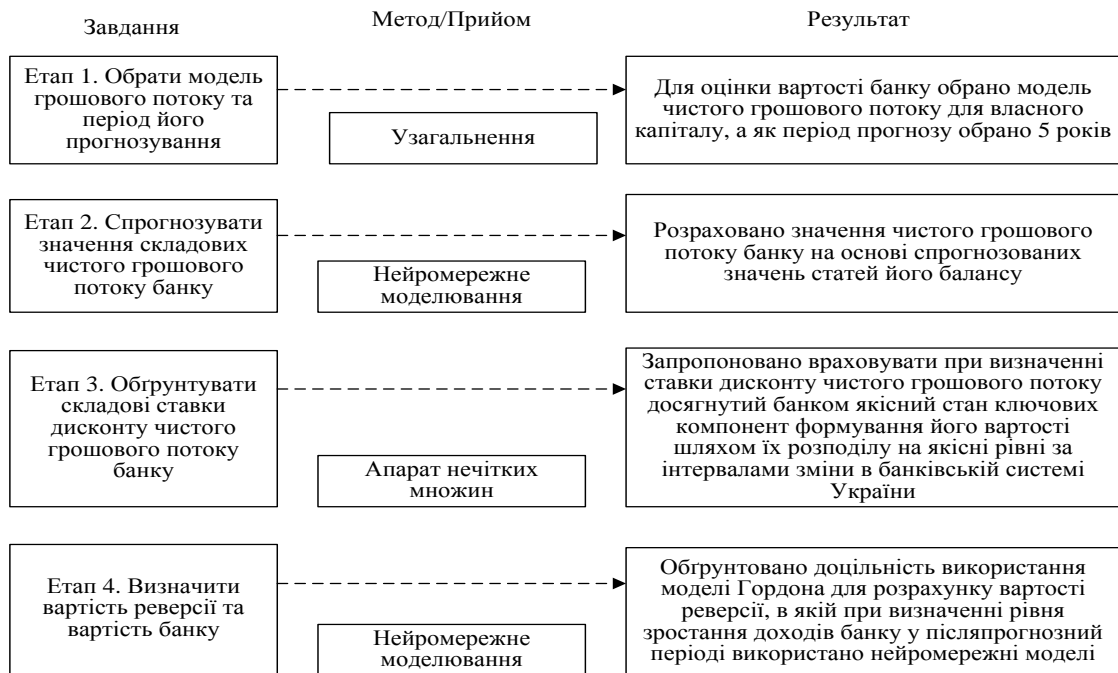 Завдання
Метод/Прийом
Результат
Етап 1. Обрати модель
грошового потоку та
період його
прогнозування
Узагальнення
Для оцінки вартості банку обрано модель
чистого грошового потоку для власного
капіталу, а як період прогнозу обрано 5 років
Етап 2. Спрогнозувати
значення складових
чистого грошового
потоку банку
Нейромережне
моделювання
Розраховано значення чистого грошового
потоку банку на основі спрогнозованих
значень статей його балансу
Етап 3. Обґрунтувати
складові ставки
дисконту чистого
грошового потоку
банку
Апарат нечітких
множин
Запропоновано враховувати при визначенні
ставки дисконту чистого грошового потоку
досягнутий банком якісний стан ключових
компонент формування його вартості
шляхом їх розподілу на якісні рівні за
інтервалами зміни в банківській системі
України
Етап 4. Визначити
вартість реверсії та
вартість банку
Нейромережне
моделювання
Обґрунтовано доцільність використання
моделі Гордона для розрахунку вартості
реверсії, в якій при визначенні рівня
зростання доходів банку у післяпрогнозний
періоді використано нейромережні моделі